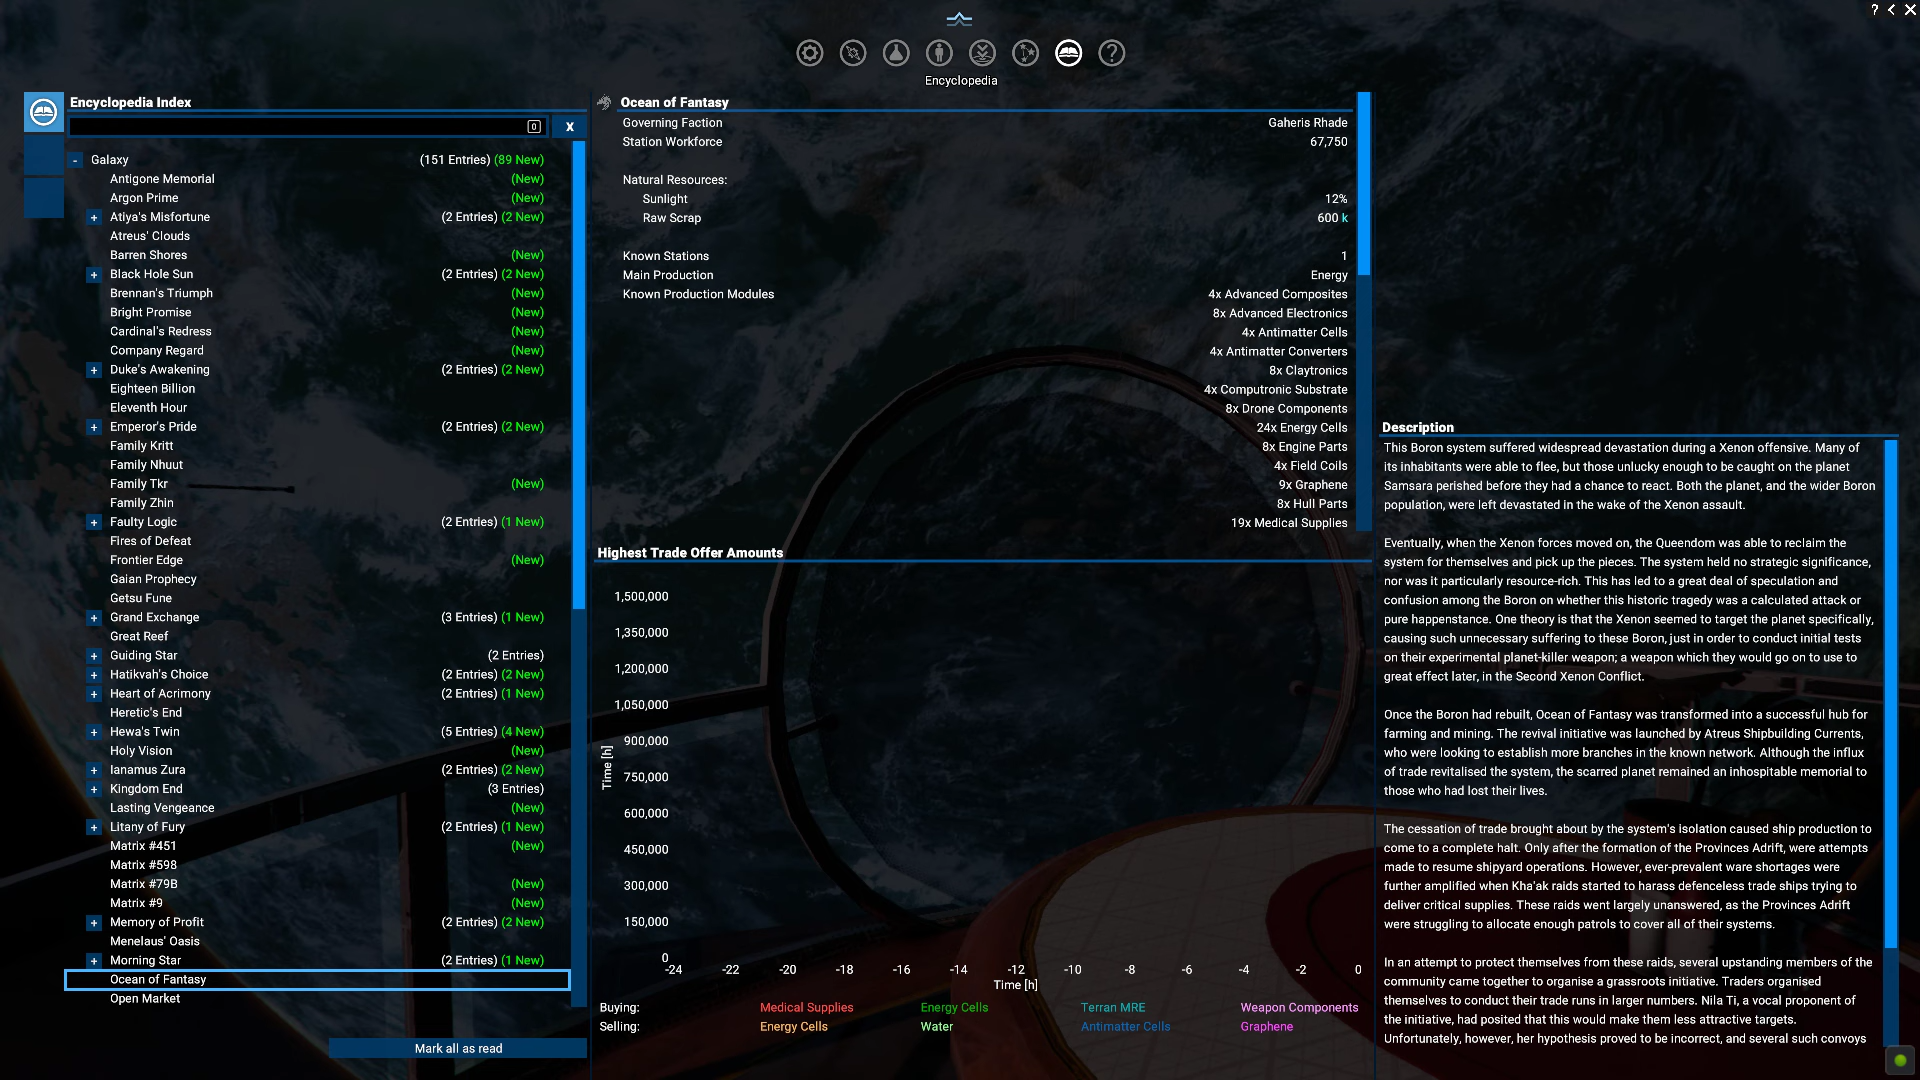 ? < X
Encyclopedia
Encyclopedia Index
0 X
- Galaxy (151 Entries) (89 New)
Antigone Memorial (New)
Argon Prime (New)
+ Atiya's Misfortune (2 Entries) (2 New)
Atreus' Clouds
Barren Shores (New)
+ Black Hole Sun (2 Entries) (2 New)
Brennan's Triumph (New)
Bright Promise (New)
Cardinal's Redress (New)
Company Regard (New)
+ Duke's Awakening (2 Entries) (2 New)
Eighteen Billion
Eleventh Hour
+ Emperor's Pride (2 Entries) (2 New)
Family Kritt
Family Nhuut
Family Tkr (New)
Family Zhin
+ Faulty Logic (2 Entries) (1 New)
Fires of Defeat
Frontier Edge (New)
Gaian Prophecy
Getsu Fune
+ Grand Exchange (3 Entries) (1 New)
Great Reef
+ Guiding Star (2 Entries)
+ Hatikvah's Choice (2 Entries) (2 New)
+ Heart of Acrimony (2 Entries) (1 New)
Heretic's End
+ Hewa's Twin (5 Entries) (4 New)
Holy Vision (New)
+ Ianamus Zura (2 Entries) (2 New)
+ Kingdom End (3 Entries)
Lasting Vengeance (New)
+ Litany of Fury (2 Entries) (1 New)
Matrix #451 (New)
Matrix #598
Matrix #79B (New)
Matrix #9 (New)
+ Memory of Profit (2 Entries) (2 New)
Menelaus' Oasis
+ Morning Star (2 Entries) (1 New)
Ocean of Fantasy
Open Market
Mark all as read
Ocean of Fantasy
Governing Faction Gaheris Rhade
Station Workforce 67,750
Natural Resources:
Sunlight 12%
Raw Scrap 600 k
Known Stations 1
Main Production Energy
Known Production Modules 4x Advanced Composites
8x Advanced Electronics
4x Antimatter Cells
4x Antimatter Converters
8x Claytronics
4x Computronic Substrate
8x Drone Components
24x Energy Cells
8x Engine Parts
4x Field Coils
9x Graphene
8x Hull Parts
19x Medical Supplies
Highest Trade Offer Amounts
1,500,000
1,350,000
1,200,000
1,050,000
900,000
750,000
600,000
450,000
300,000
150,000
0
Time [h]
-24 -22 -20 -18 -16 -14 -12 -10 -8 -6 -4 -2 0
Time [h]
Buying: Medical Supplies Energy Cells Terran MRE Weapon Components
Selling: Energy Cells Water Antimatter Cells Graphene
Description
This Boron system suffered widespread devastation during a Xenon offensive. Many of
its inhabitants were able to flee, but those unlucky enough to be caught on the planet
Samsara perished before they had a chance to react. Both the planet, and the wider Boron
population, were left devastated in the wake of the Xenon assault.
Eventually, when the Xenon forces moved on, the Queendom was able to reclaim the
system for themselves and pick up the pieces. The system held no strategic significance,
nor was it particularly resource-rich. This has led to a great deal of speculation and
confusion among the Boron on whether this historic tragedy was a calculated attack or
pure happenstance. One theory is that the Xenon seemed to target the planet specifically,
causing such unnecessary suffering to these Boron, just in order to conduct initial tests
on their experimental planet-killer weapon; a weapon which they would go on to use to
great effect later, in the Second Xenon Conflict.
Once the Boron had rebuilt, Ocean of Fantasy was transformed into a successful hub for
farming and mining. The revival initiative was launched by Atreus Shipbuilding Currents,
who were looking to establish more branches in the known network. Although the influx
of trade revitalised the system, the scarred planet remained an inhospitable memorial to
those who had lost their lives.
The cessation of trade brought about by the system's isolation caused ship production to
come to a complete halt. Only after the formation of the Provinces Adrift, were attempts
made to resume shipyard operations. However, ever-prevalent ware shortages were
further amplified when Kha'ak raids started to harass defenceless trade ships trying to
deliver critical supplies. These raids went largely unanswered, as the Provinces Adrift
were struggling to allocate enough patrols to cover all of their systems.
In an attempt to protect themselves from these raids, several upstanding members of the
community came together to organise a grassroots initiative. Traders organised
themselves to conduct their trade runs in larger numbers. Nila Ti, a vocal proponent of
the initiative, had posited that this would make them less attractive targets.
Unfortunately, however, her hypothesis proved to be incorrect, and several such convoys